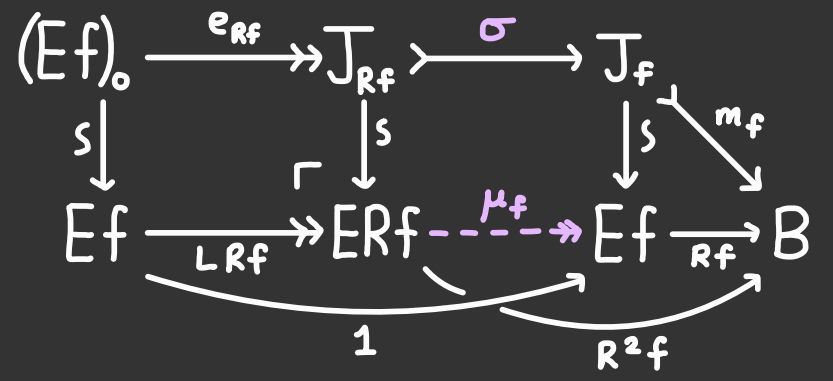 (Ef)₀ e_Rf J_Rf σ J_f
s s s m_f
Ef LRf ERf μ_f Ef Rf B
1 R²f